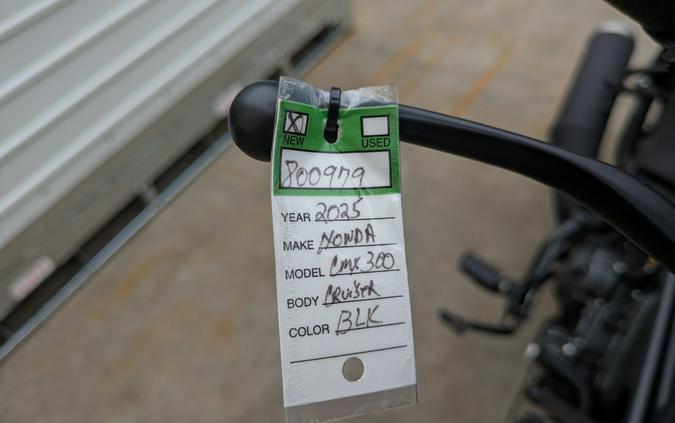 X
NEW USED
800979
YEAR 2025
MAKE HONDA
MODEL CMX 300
BODY CRUISER
COLOR BLK